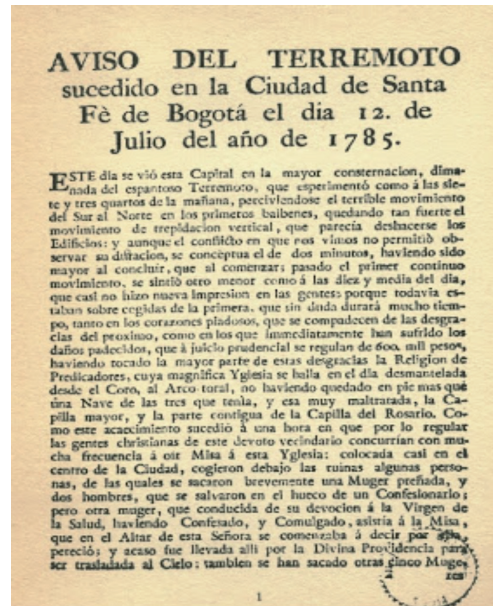 AVISO DEL TERREMOTO
sucedido en la Ciudad de Santa
Fè de Bogotá el dia 12. de
Julio del año de 1785.
ESTE dia se vió esta Capital en la mayor consternacion, dima-
nada del espantoso Terremoto, que esperimentó como á las sie-
te y tres quartos de la mañana, perciviendose el terrible movimiento
del Sur al Norte en los primeros baibenes, quedando tan fuerte el
movimiento de trepidacion vertical, que parecía deshacerse los
Edificios: y aunque el conflicto en que nos vimos no permitió ob-
servar su duracion, se conceptua el de dos minutos, haviendo sido
mayor al concluir, que al comenzar; pasado el primer continuo
movimiento, se sintió otro menor como á las diez y media del dia,
que casi no hizo nueva impresion en las gentes; porque todavia es-
taban sobre cogidas de la primera, que sin duda durará mucho tiem-
po, tanto en los corazones piadosos, que se compadecen de las desgra-
cias del proximo, como en los que immediatamente han sufrido los
daños padecidos, que á juicio prudencial se regulan de 600. mil pesos,
haviendo tocado la mayor parte de estas desgracias la Religion de
Predicadores, cuya magnifica Yglesia se halla en el dia desmantelada
desde el Coro, al Arco toral, no haviendo quedado en pie mas que
una Nave de las tres que tenia, y esa muy maltratada, la Ca-
pilla mayor, y la parte contigua de la Capilla del Rosario. Co-
mo este acaecimiento sucedió á una hora en que por lo regular
las gentes christianas de este devoto vecindario concurrían con mu-
cha frecuencia á oir Misa á esta Yglesia: colocada casi en el
centro de la Ciudad, cogieron debajo las ruinas algunas perso-
nas, de las quales se sacaron brevemente una Muger preñada, y
dos hombres, que se salvaron en el hueco de un Confesionario;
pero otra muger, que conducida de su devocion á la Virgen de
la Salud, haviendo Confesado, y Comulgado, asistia á la Misa,
que en el Altar de esta Señora se comenzaba á decir por
pereció; y acaso fue llevada alli por la Divina Providencia para
ser trasladada al Cielo: tambien se han sacado otras cinco Muge-
res
1